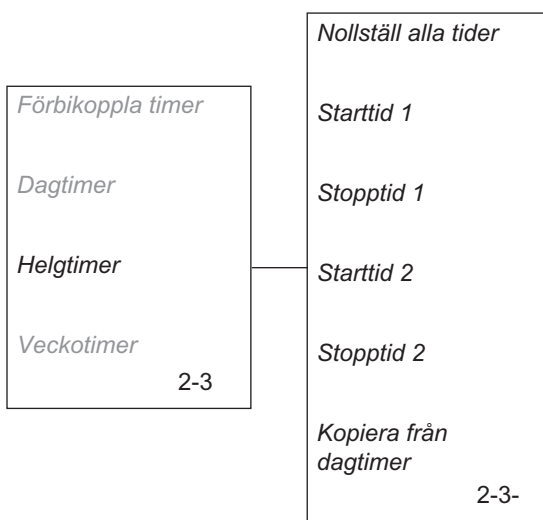 Förbikoppla timer
Dagtimer
Helgtimer
Veckotimer
2-3
Nollställ alla tider
Starttid 1
Stopptid 1
Starttid 2
Stopptid 2
Kopiera från
dagtimer
2-3-